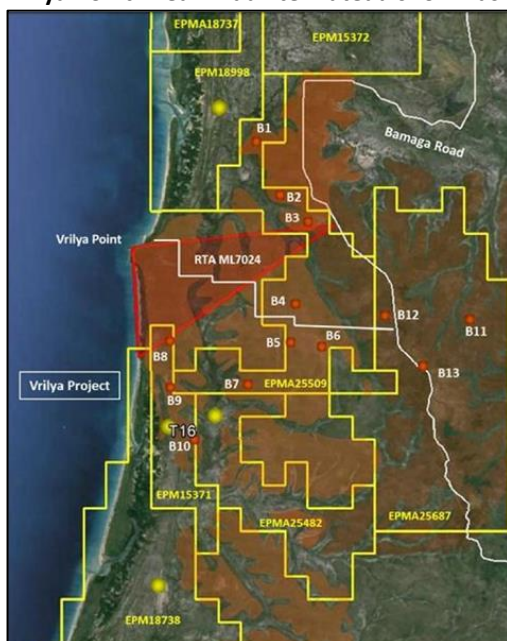 EPMA18737
EPM15372
EPM18998
B1
Bamaga Road
B2
B3
Vrilya Point
RTA ML7024
B4
B12
B11
B5
B6
B8
B13
Vrilya Project
B7
EPMA25509
B9
T16
B10
EPM15371
EPMA25482
EPMA25687
EPM18738